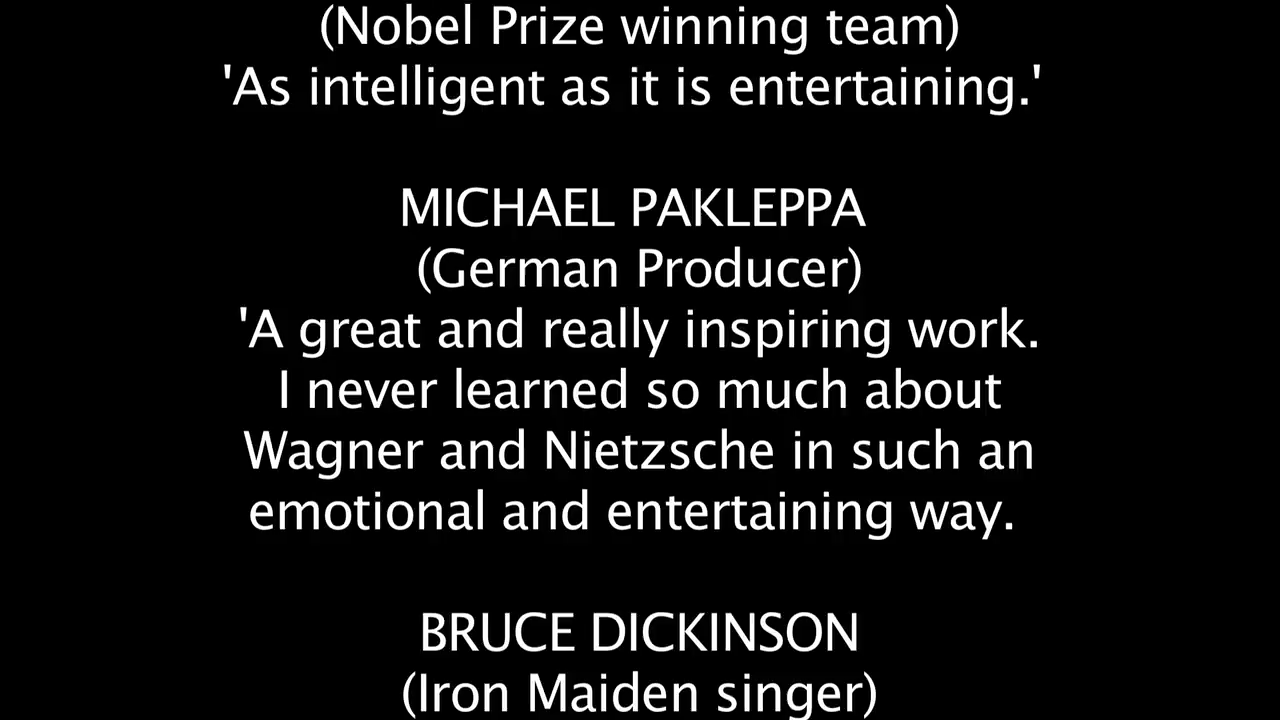 (Nobel Prize winning team)
'As intelligent as it is entertaining.'
MICHAEL PAKLEPPA
(German Producer)
'A great and really inspiring work.
I never learned so much about
Wagner and Nietzsche in such an
emotional and entertaining way.
BRUCE DICKINSON
(Iron Maiden singer)